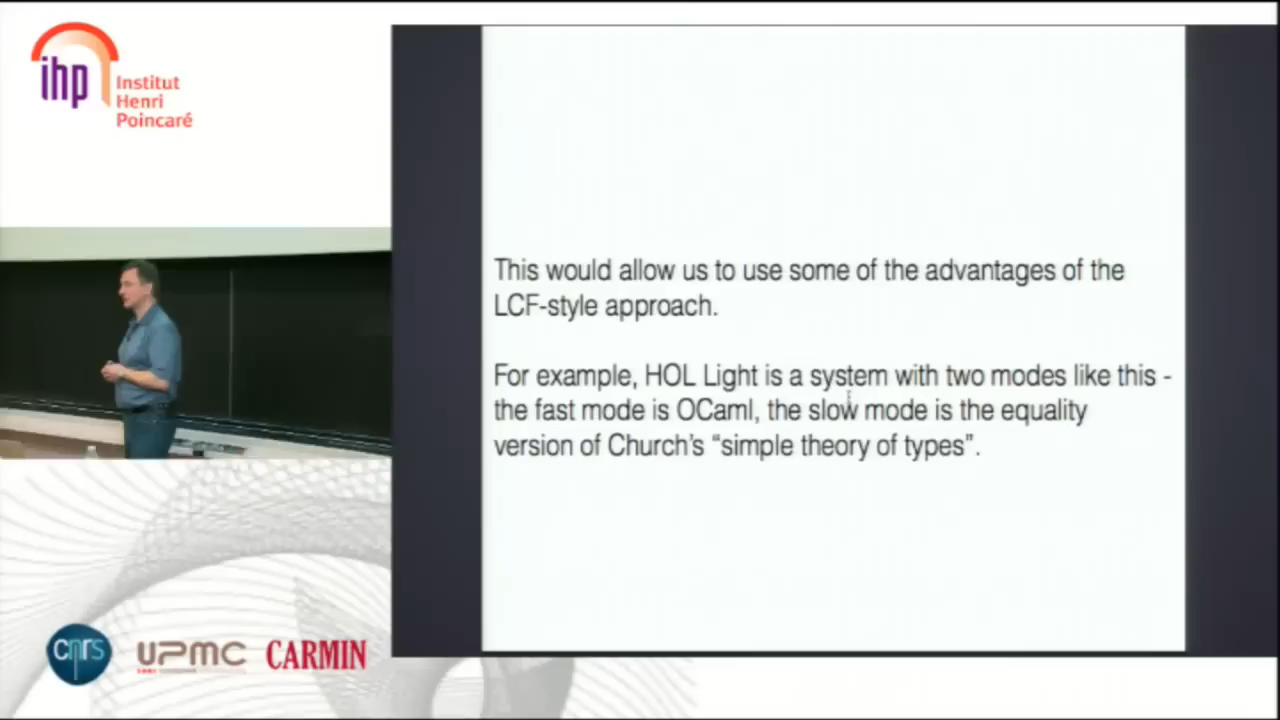 ihp
Institut
Henri
Poincaré
This would allow us to use some of the advantages of the
LCF-style approach.
For example, HOL Light is a system with two modes like this -
the fast mode is OCaml, the slow mode is the equality
version of Church's “simple theory of types”.
cnrs
UPMC
CARMIN